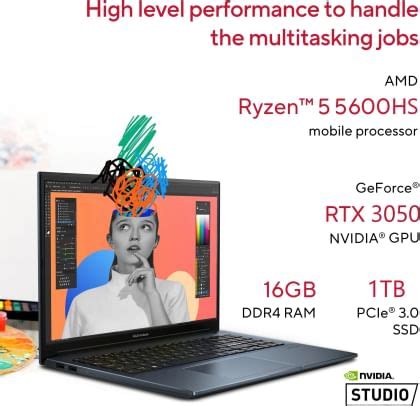 High level performance to handle
the multitasking jobs
AMD
Ryzen™ 5 5600HS
mobile processor
GeForce®
RTX 3050
NVIDIA® GPU
16GB
DDR4 RAM
1TB
PCIe® 3.0
SSD
NVIDIA.
STUDIO